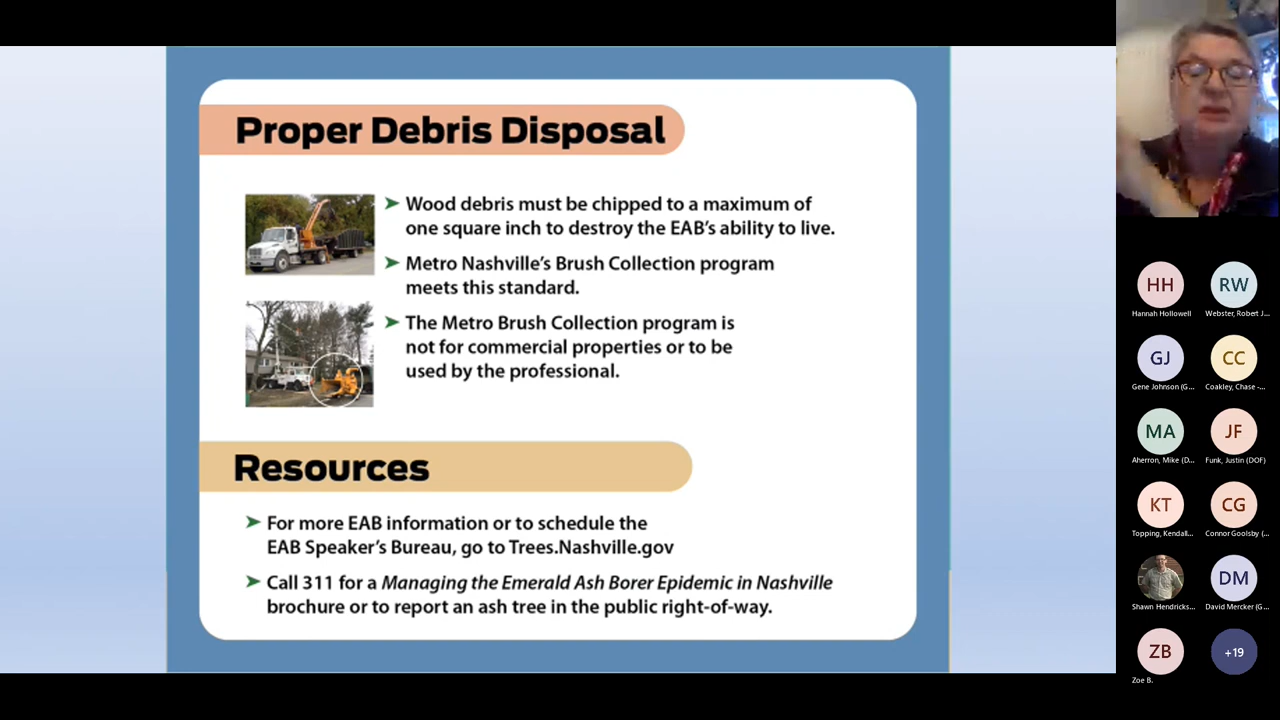 Proper Debris Disposal
Wood debris must be chipped to a maximum of
one square inch to destroy the EAB's ability to live.
Metro Nashville's Brush Collection program
meets this standard.
The Metro Brush Collection program is
not for commercial properties or to be
used by the professional.
Resources
For more EAB information or to schedule the
EAB Speaker's Bureau, go to Trees.Nashville.gov
Call 311 for a Managing the Emerald Ash Borer Epidemic in Nashville
brochure or to report an ash tree in the public right-of-way.
HH
RW
Hannah Hollowell
Webster, Robert J...
GJ
CC
Gene Johnson (G...
Coakley, Chase -...
MA
JF
Aherron, Mike (D...
Funk, Justin (DOF)
KT
CG
Topping, Kendall...
Connor Goolsby (...
DM
Shawn Hendricks...
David Mercker (G...
ZB
+19
Zoe B.